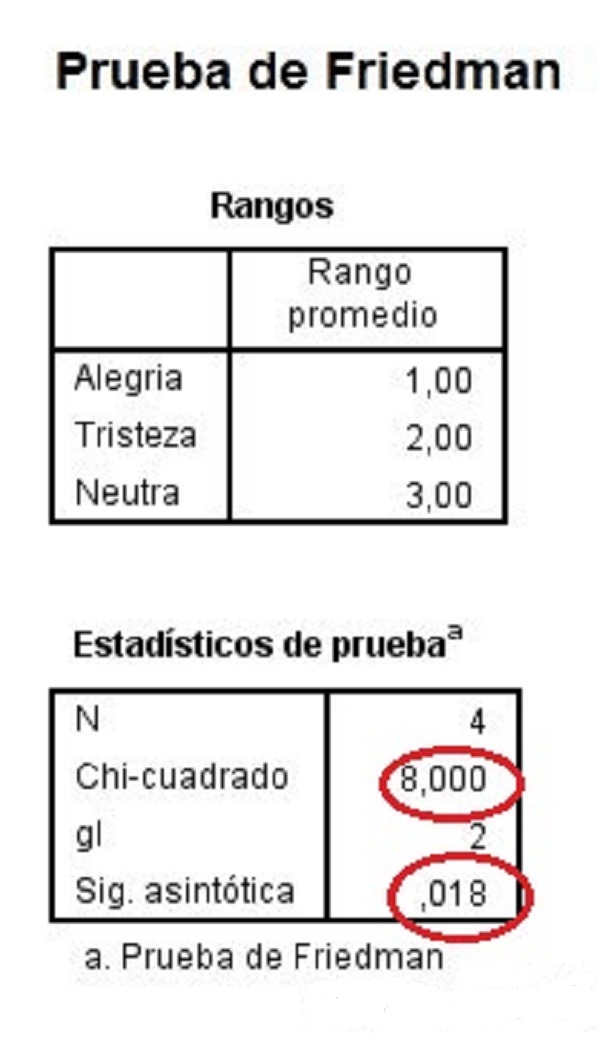 Prueba de Friedman
Rangos
Rango
promedio
Alegria 1,00
Tristeza 2,00
Neutra 3,00
Estadísticos de prueba^a
N 4
Chi-cuadrado 8,000
gl 2
Sig. asintótica ,018
a. Prueba de Friedman